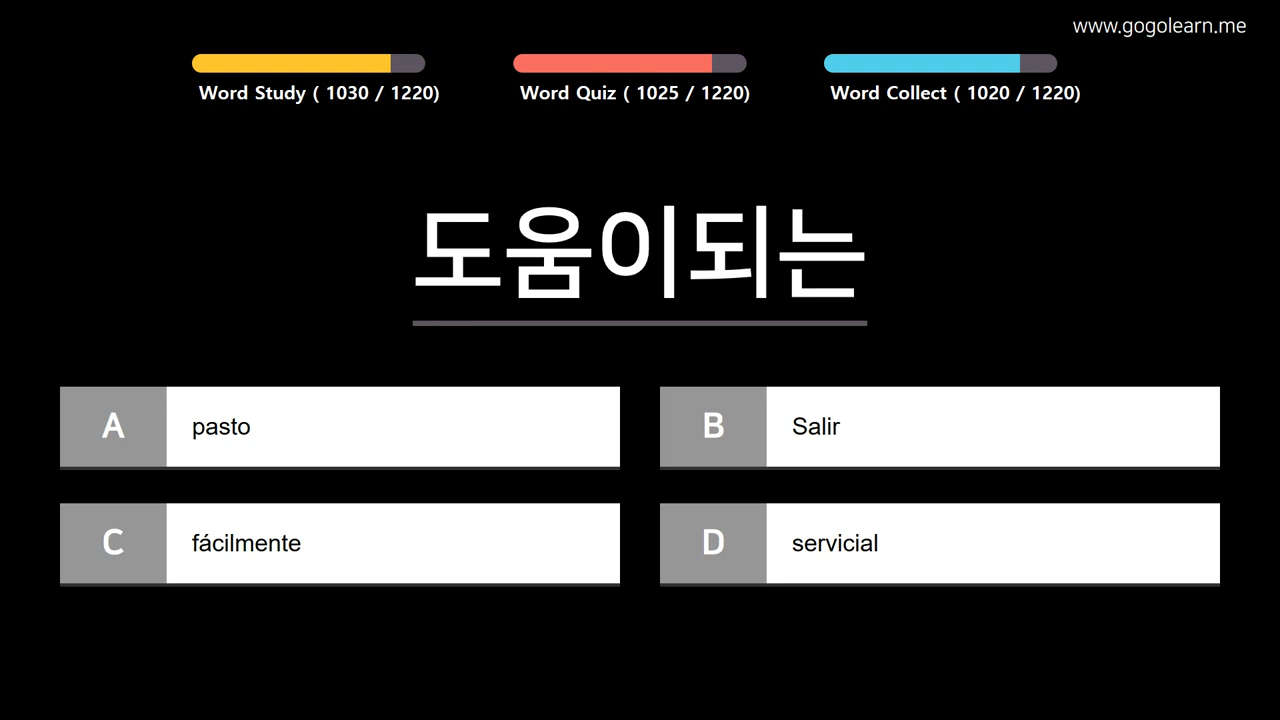 www.gogolearn.me
Word Study ( 1030 / 1220)
Word Quiz ( 1025 / 1220)
Word Collect ( 1020 / 1220)
도움이되는
A pasto
B Salir
C fácilmente
D servicial